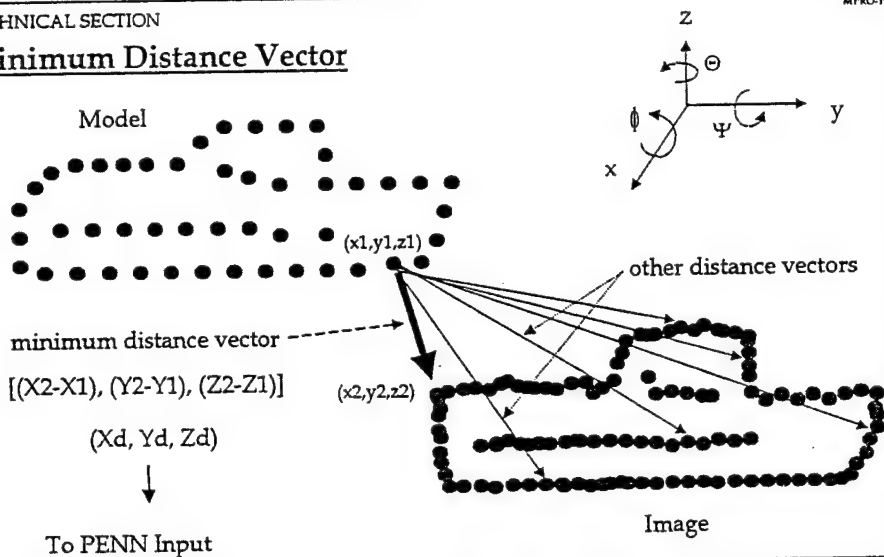 HNICAL SECTION
inimum Distance Vector
z
Θ
Model
ϕ
Ψ
y
x
(x1,y1,z1)
other distance vectors
minimum distance vector
[(X2-X1), (Y2-Y1), (Z2-Z1)]
(x2,y2,z2)
(Xd, Yd, Zd)
To PENN Input
Image